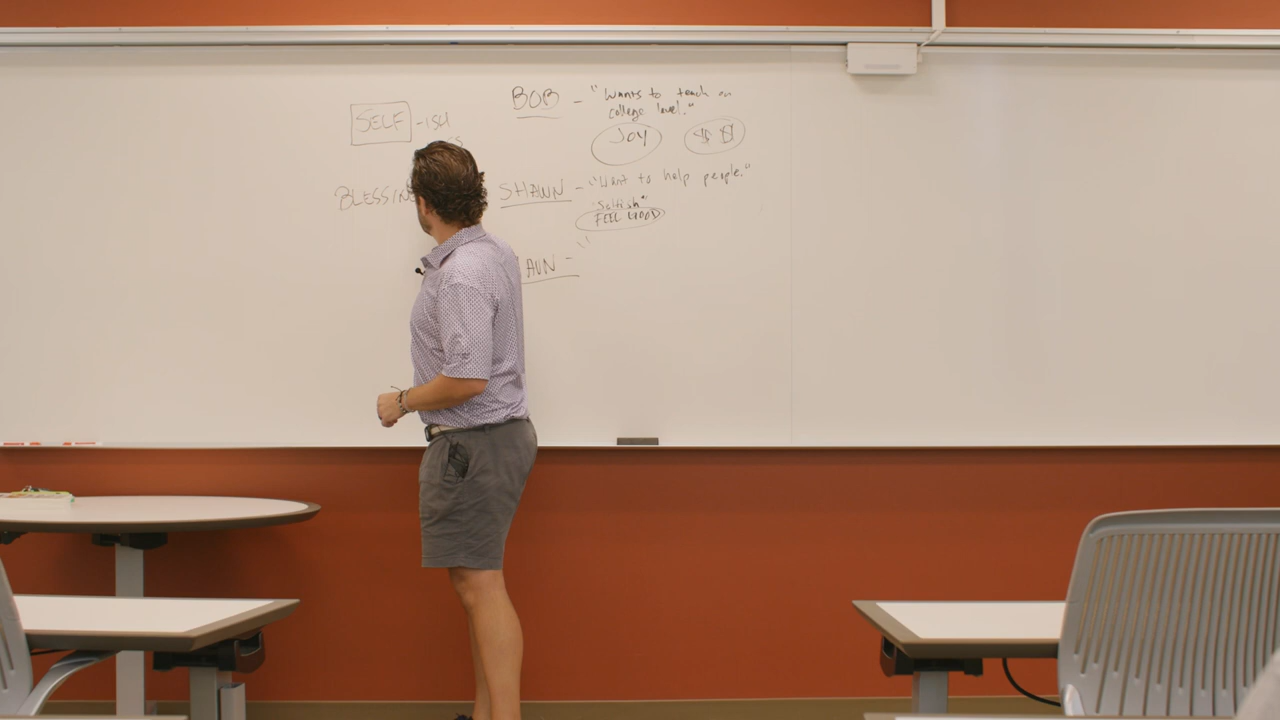 SELF -ISH
BLESSIN
BOB - "Wants to teach on
college level."
JOY $$
SHAWN - "Want to help people."
"Selfish"
FEEL GOOD
AUN - "